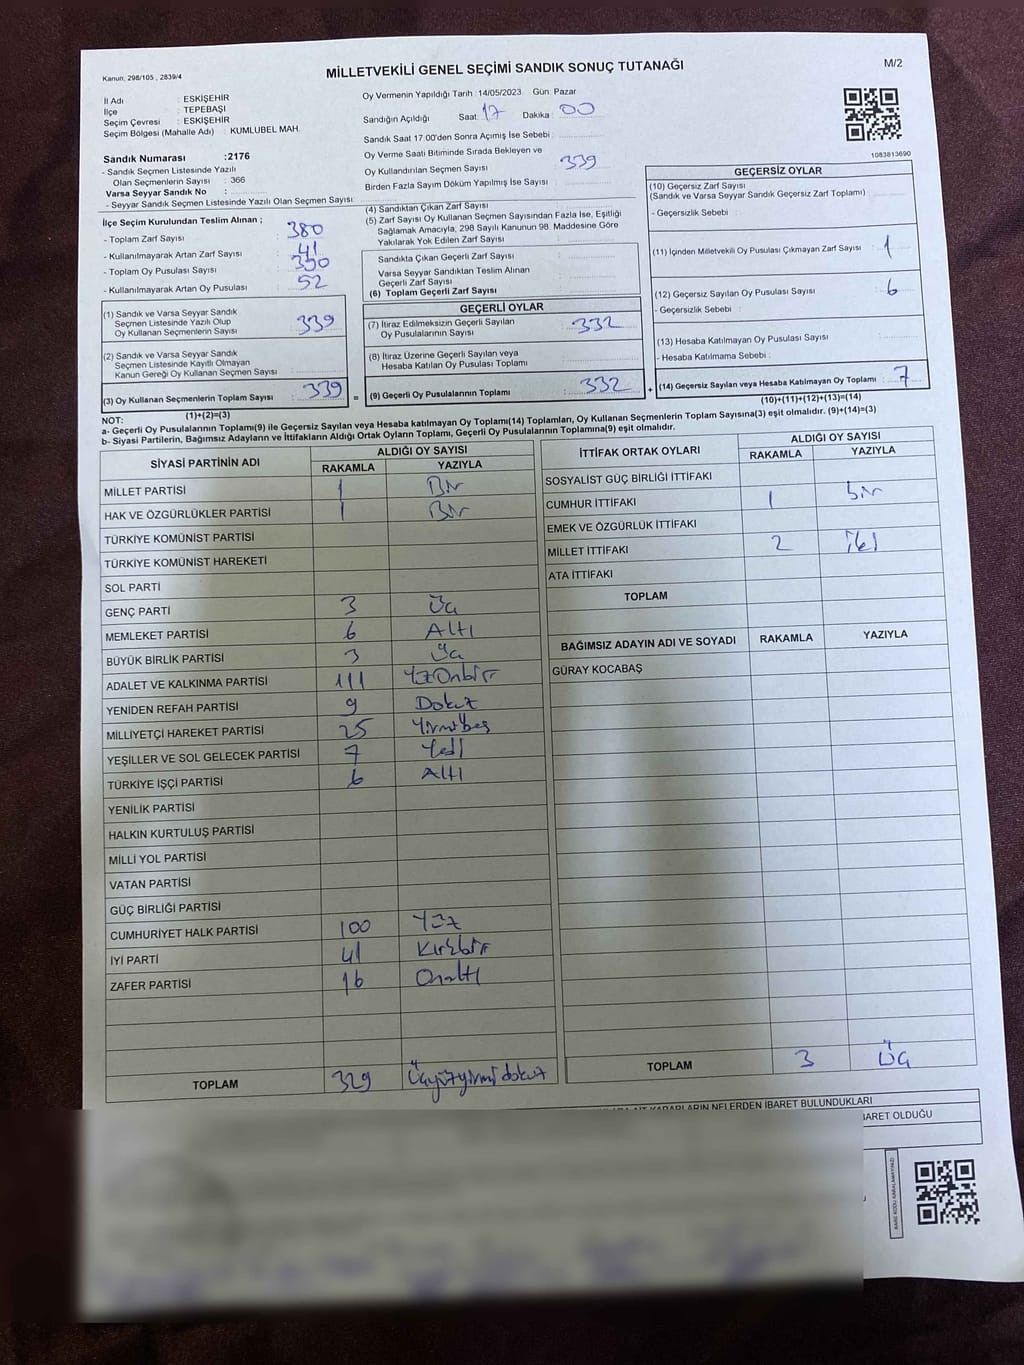 Kanun, 298/105 , 2839/4
MİLLETVEKİLİ GENEL SEÇİMİ SANDIK SONUÇ TUTANAĞI
M/2
İl Adı : ESKİŞEHİR
İlçe : TEPEBAŞI
Seçim Çevresi : ESKİŞEHİR
Seçim Bölgesi (Mahalle Adı) : KUMLUBEL MAH.
Sandık Numarası :2176
- Sandık Seçmen Listesinde Yazılı
Olan Seçmenlerin Sayısı : 366
Varsa Seyyar Sandık No :
- Seyyar Sandık Seçmen Listesinde Yazılı Olan Seçmen Sayısı :
Oy Vermenin Yapıldığı Tarih :14/05/2023 Gün: Pazar
Sandığın Açıldığı Saat: 17 Dakika : 00
Sandık Saat 17:00'den Sonra Açımış İse Sebebi :
Oy Verme Saati Bitiminde Sırada Bekleyen ve
Oy Kullandırılan Seçmen Sayısı : 339
Birden Fazla Sayım Döküm Yapılmış İse Sayısı :
1083813690
İlçe Seçim Kurulundan Teslim Alınan ;
- Toplam Zarf Sayısı : 380
- Kullanılmayarak Artan Zarf Sayısı : 41
- Toplam Oy Pusulası Sayısı : 390
- Kullanılmayarak Artan Oy Pusulası : 52
(1) Sandık ve Varsa Seyyar Sandık
Seçmen Listesinde Yazılı Olup
Oy Kullanan Seçmenlerin Sayısı : 339
(2) Sandık ve Varsa Seyyar Sandık
Seçmen Listesinde Kayıtlı Olmayan
Kanun Gereği Oy Kullanan Seçmen Sayısı :
(3) Oy Kullanan Seçmenlerin Toplam Sayısı : 339
(1)+(2)=(3)
(4) Sandıktan Çıkan Zarf Sayısı :
(5) Zarf Sayısı Oy Kullanan Seçmen Sayısından Fazla İse, Eşitliği
Sağlamak Amacıyla, 298 Sayılı Kanunun 98. Maddesine Göre
Yakılarak Yok Edilen Zarf Sayısı :
Sandıkta Çıkan Geçerli Zarf Sayısı :
Varsa Seyyar Sandıktan Teslim Alınan
Geçerli Zarf Sayısı :
(6) Toplam Geçerli Zarf Sayısı :
GEÇERLİ OYLAR
(7) İtiraz Edilmeksizin Geçerli Sayılan
Oy Pusulalarının Sayısı : 332
(8) İtiraz Üzerine Geçerli Sayılan veya
Hesaba Katılan Oy Pusulası Toplamı :
= (9) Geçerli Oy Pusulalarının Toplamı : 332 +
GEÇERSİZ OYLAR
(10) Geçersiz Zarf Sayısı
(Sandık ve Varsa Seyyar Sandık Geçersiz Zarf Toplamı) :
- Geçersizlik Sebebi :
(11) İçinden Milletvekili Oy Pusulası Çıkmayan Zarf Sayısı : 1
(12) Geçersiz Sayılan Oy Pusulası Sayısı : 6
- Geçersizlik Sebebi :
(13) Hesaba Katılmayan Oy Pusulası Sayısı :
- Hesaba Katılmama Sebebi :
(14) Geçersiz Sayılan veya Hesaba Katılmayan Oy Toplamı : 7
(10)+(11)+(12)+(13)=(14)
NOT:
a- Geçerli Oy Pusulalarının Toplamı(9) ile Geçersiz Sayılan veya Hesaba katılmayan Oy Toplamı(14) Toplamları, Oy Kullanan Seçmenlerin Toplam Sayısına(3) eşit olmalıdır. (9)+(14)=(3)
b- Siyasi Partilerin, Bağımsız Adayların ve İttifakların Aldığı Ortak Oyların Toplamı, Geçerli Oy Pusulalarının Toplamına(9) eşit olmalıdır.
SİYASİ PARTİNİN ADI ALDIĞI OY SAYISI
RAKAMLA YAZIYLA
MİLLET PARTİSİ 1 Bir
HAK VE ÖZGÜRLÜKLER PARTİSİ 1 Bir
TÜRKİYE KOMÜNİST PARTİSİ
TÜRKİYE KOMÜNİST HAREKETİ
SOL PARTİ
GENÇ PARTİ 3 Üç
MEMLEKET PARTİSİ 6 Altı
BÜYÜK BİRLİK PARTİSİ 3 Üç
ADALET VE KALKINMA PARTİSİ 111 YüzOnbir
YENİDEN REFAH PARTİSİ 9 Dokuz
MİLLİYETÇİ HAREKET PARTİSİ 25 Yirmibeş
YEŞİLLER VE SOL GELECEK PARTİSİ 7 Yedi
TÜRKİYE İŞÇİ PARTİSİ 6 Altı
YENİLİK PARTİSİ
HALKIN KURTULUŞ PARTİSİ
MİLLİ YOL PARTİSİ
VATAN PARTİSİ
GÜÇ BİRLİĞİ PARTİSİ
CUMHURİYET HALK PARTİSİ 100 Yüz
İYİ PARTİ 41 Kırkbir
ZAFER PARTİSİ 16 Onaltı
TOPLAM 329 Üçyüzyirmi dokuz
İTTİFAK ORTAK OYLARI ALDIĞI OY SAYISI
RAKAMLA YAZIYLA
SOSYALİST GÜÇ BİRLİĞİ İTTİFAKI
CUMHUR İTTİFAKI 1 bir
EMEK VE ÖZGÜRLÜK İTTİFAKI
MİLLET İTTİFAKI 2 iki
ATA İTTİFAKI
TOPLAM
BAĞIMSIZ ADAYIN ADI VE SOYADI RAKAMLA YAZIYLA
GÜRAY KOCABAŞ
TOPLAM 3 Üç
KARARLARIN NELERDEN İBARET BULUNDUKLARI
İBARET OLDUĞU